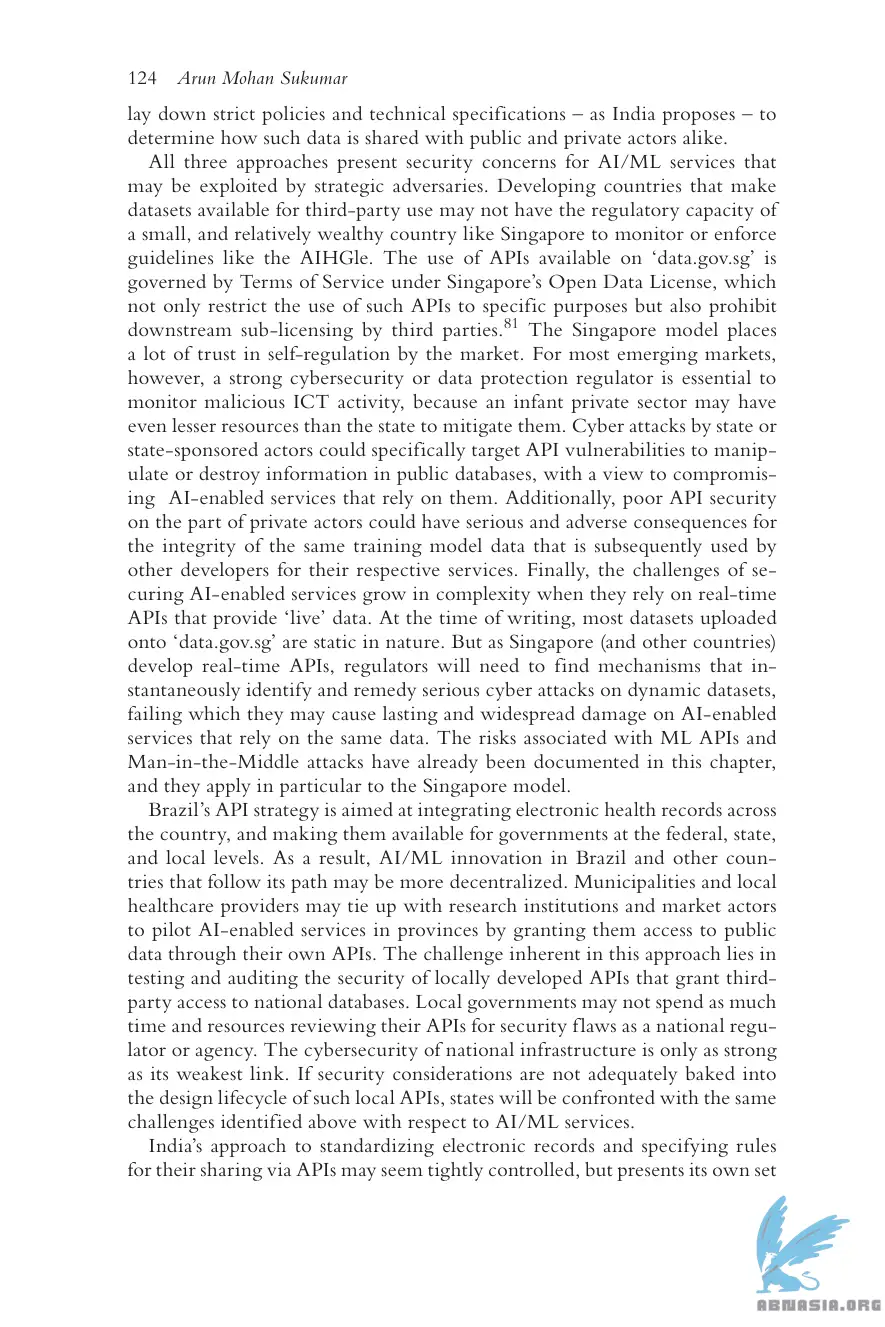 124 Arun Mohan Sukumar
lay down strict policies and technical specifications – as India proposes – to
determine how such data is shared with public and private actors alike.
All three approaches present security concerns for AI/ML services that
may be exploited by strategic adversaries. Developing countries that make
datasets available for third-party use may not have the regulatory capacity of
a small, and relatively wealthy country like Singapore to monitor or enforce
guidelines like the AIHGle. The use of APIs available on ‘data.gov.sg’ is
governed by Terms of Service under Singapore’s Open Data License, which
not only restrict the use of such APIs to specific purposes but also prohibit
downstream sub-licensing by third parties.81 The Singapore model places
a lot of trust in self-regulation by the market. For most emerging markets,
however, a strong cybersecurity or data protection regulator is essential to
monitor malicious ICT activity, because an infant private sector may have
even lesser resources than the state to mitigate them. Cyber attacks by state or
state-sponsored actors could specifically target API vulnerabilities to manip-
ulate or destroy information in public databases, with a view to compromis-
ing AI-enabled services that rely on them. Additionally, poor API security
on the part of private actors could have serious and adverse consequences for
the integrity of the same training model data that is subsequently used by
other developers for their respective services. Finally, the challenges of se-
curing AI-enabled services grow in complexity when they rely on real-time
APIs that provide ‘live’ data. At the time of writing, most datasets uploaded
onto ‘data.gov.sg’ are static in nature. But as Singapore (and other countries)
develop real-time APIs, regulators will need to find mechanisms that in-
stantaneously identify and remedy serious cyber attacks on dynamic datasets,
failing which they may cause lasting and widespread damage on AI-enabled
services that rely on the same data. The risks associated with ML APIs and
Man-in-the-Middle attacks have already been documented in this chapter,
and they apply in particular to the Singapore model.
Brazil’s API strategy is aimed at integrating electronic health records across
the country, and making them available for governments at the federal, state,
and local levels. As a result, AI/ML innovation in Brazil and other coun-
tries that follow its path may be more decentralized. Municipalities and local
healthcare providers may tie up with research institutions and market actors
to pilot AI-enabled services in provinces by granting them access to public
data through their own APIs. The challenge inherent in this approach lies in
testing and auditing the security of locally developed APIs that grant third-
party access to national databases. Local governments may not spend as much
time and resources reviewing their APIs for security flaws as a national regu-
lator or agency. The cybersecurity of national infrastructure is only as strong
as its weakest link. If security considerations are not adequately baked into
the design lifecycle of such local APIs, states will be confronted with the same
challenges identified above with respect to AI/ML services.
India’s approach to standardizing electronic records and specifying rules
for their sharing via APIs may seem tightly controlled, but presents its own set
ABNASIA.ORG